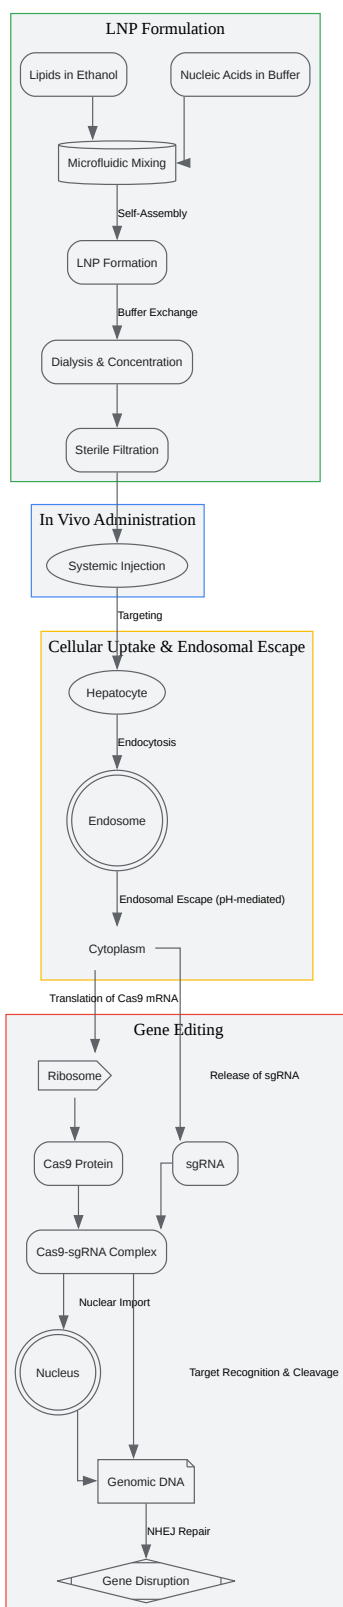 LNP Formulation
Lipids in Ethanol
Nucleic Acids in Buffer
Microfluidic Mixing
Self-Assembly
LNP Formation
Buffer Exchange
Dialysis & Concentration
Sterile Filtration
In Vivo Administration
Systemic Injection
Targeting
Cellular Uptake & Endosomal Escape
Hepatocyte
Endocytosis
Endosome
Endosomal Escape (pH-mediated)
Cytoplasm
Translation of Cas9 mRNA
Gene Editing
Ribosome
Release of sgRNA
Cas9 Protein
sgRNA
Cas9-sgRNA Complex
Nuclear Import
Nucleus
Target Recognition & Cleavage
Genomic DNA
NHEJ Repair
Gene Disruption